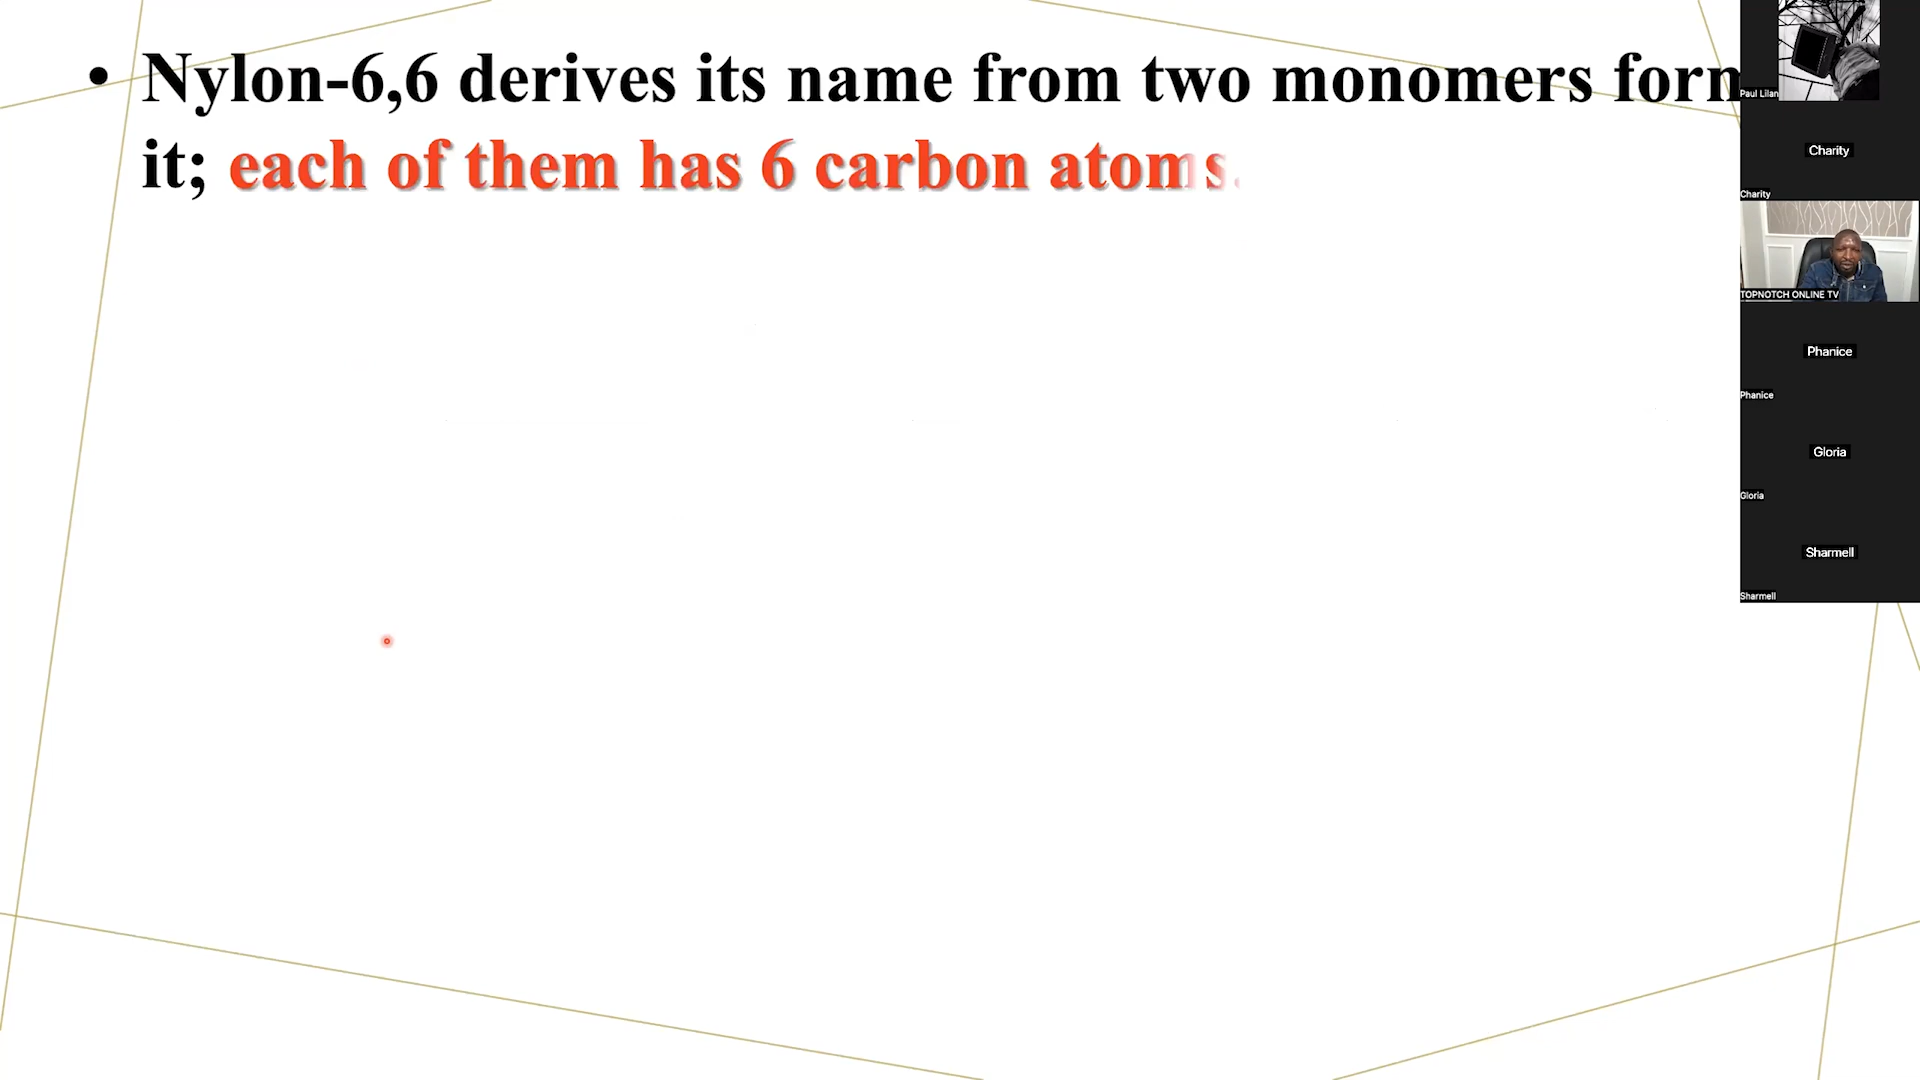 • Nylon-6,6 derives its name from two monomers form
it; each of them has 6 carbon atoms.
Paul Lilan
Charity
Charity
TOPNOTCH ONLINE TV
Phanice
Phanice
Gloria
Gloria
Sharmell
Sharmell